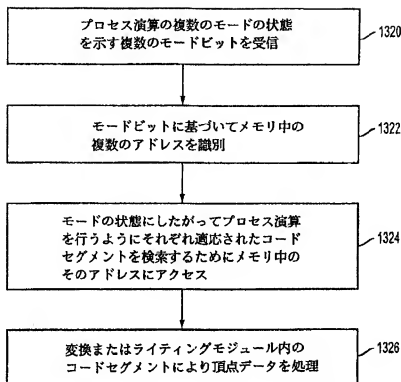 プロセス演算の複数のモードの状態
を示す複数のモードビットを受信
1320
モードビットに基づいてメモリ中の
複数のアドレスを識別
1322
モードの状態にしたがってプロセス演算
を行うようにそれぞれ適応されたコード
セグメントを検索するためにメモリ中の
そのアドレスにアクセス
1324
変換またはライティングモジュール内の
コードセグメントにより頂点データを処理
1326